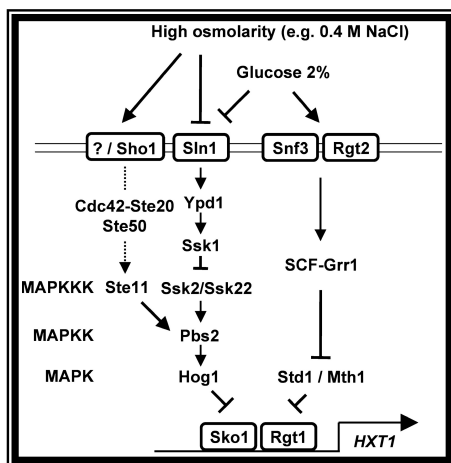 High osmolarity (e.g. 0.4 M NaCl)
Glucose 2%
? / Sho1 Sln1 Snf3 Rgt2
Cdc42-Ste20 Ypd1
Ste50
Ssk1
SCF-Grr1
MAPKKK Ste11 Ssk2/Ssk22
MAPKK Pbs2
MAPK Hog1 Std1 / Mth1
Sko1 Rgt1 HXT1